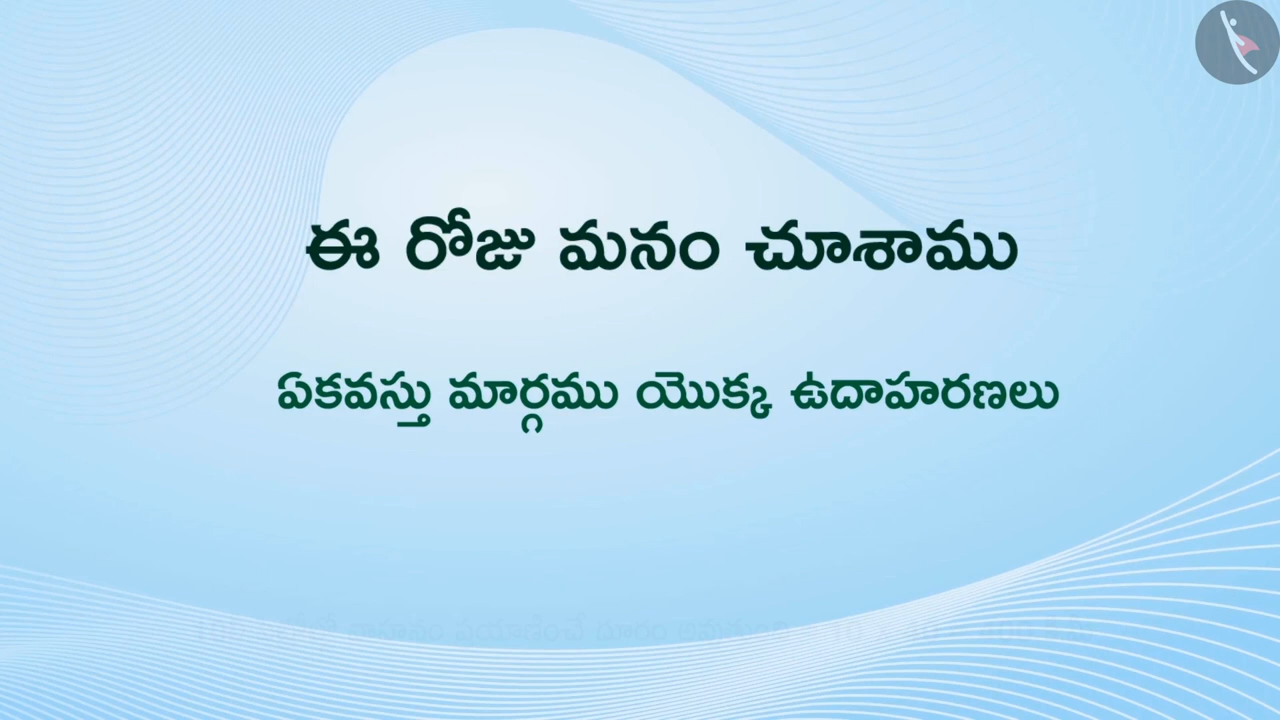 ఈ రోజు మనం చూశాము
ఏకవస్తు మార్గము యొక్క ఉదాహరణలు